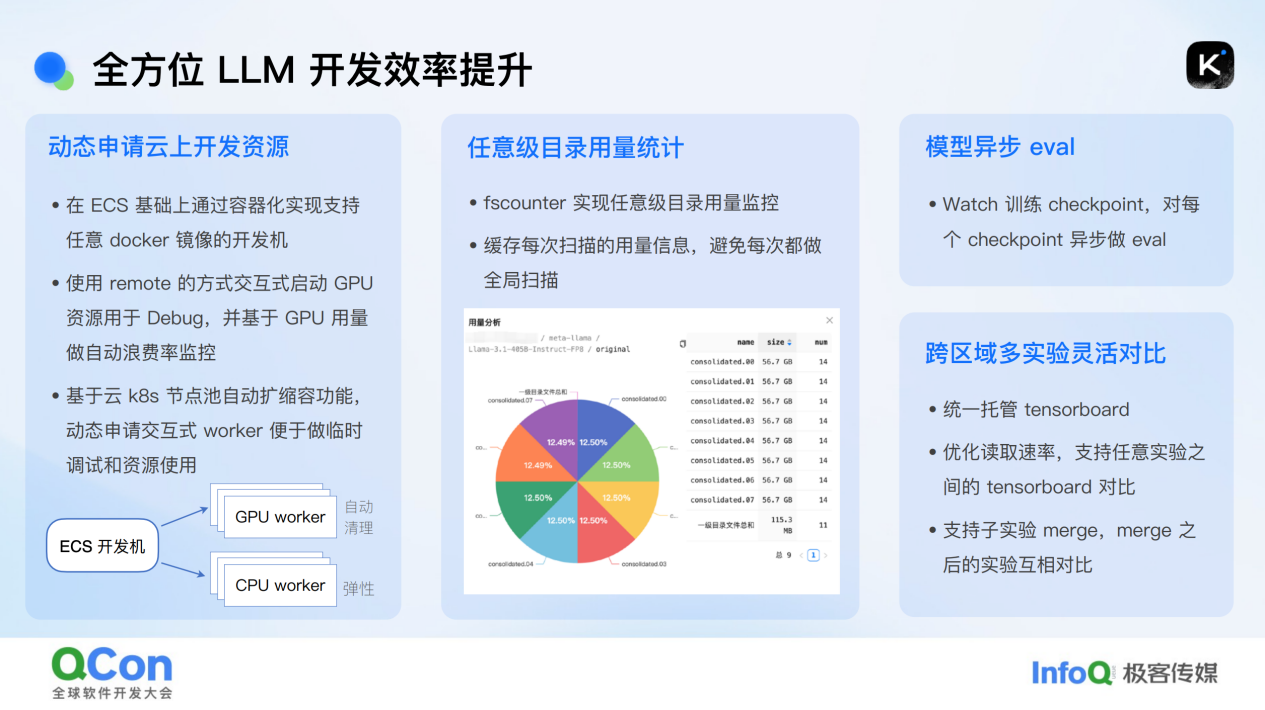 全方位 LLM 开发效率提升
K
动态申请云上开发资源
• 在 ECS 基础上通过容器化实现支持
任意 docker 镜像的开发机
• 使用 remote 的方式交互式启动 GPU
资源用于 Debug，并基于 GPU 用量
做自动浪费率监控
• 基于云 k8s 节点池自动扩缩容功能，
动态申请交互式 worker 便于做临时
调试和资源使用
ECS 开发机
GPU worker
自动
清理
CPU worker
弹性
任意级目录用量统计
• fscounter 实现任意级目录用量监控
• 缓存每次扫描的用量信息，避免每次都做
全局扫描
用量分析
/ meta-llama /
Llama-3.1-405B-Instruct-FP8 / original
一级目录文件总和
consolidated.07
consolidated.00
co...
c...
co...
c...
consolidated.04
consolidated.03
12.49%
12.50%
12.49%
12.50%
12.50%
12.50%
12.50%
12.50%
name size num
consolidated.00 56.7 GB 14
consolidated.01 56.7 GB 14
consolidated.02 56.7 GB 14
consolidated.03 56.7 GB 14
consolidated.04 56.7 GB 14
consolidated.05 56.7 GB 14
consolidated.06 56.7 GB 14
consolidated.07 56.7 GB 14
一级目录文件总和 115.3 MB 11
总 9 < 1 >
模型异步 eval
• Watch 训练 checkpoint，对每
个 checkpoint 异步做 eval
跨区域多实验灵活对比
• 统一托管 tensorboard
• 优化读取速率，支持任意实验之
间的 tensorboard 对比
• 支持子实验 merge，merge 之
后的实验互相对比
QCon
全球软件开发大会
InfoQ 极客传媒